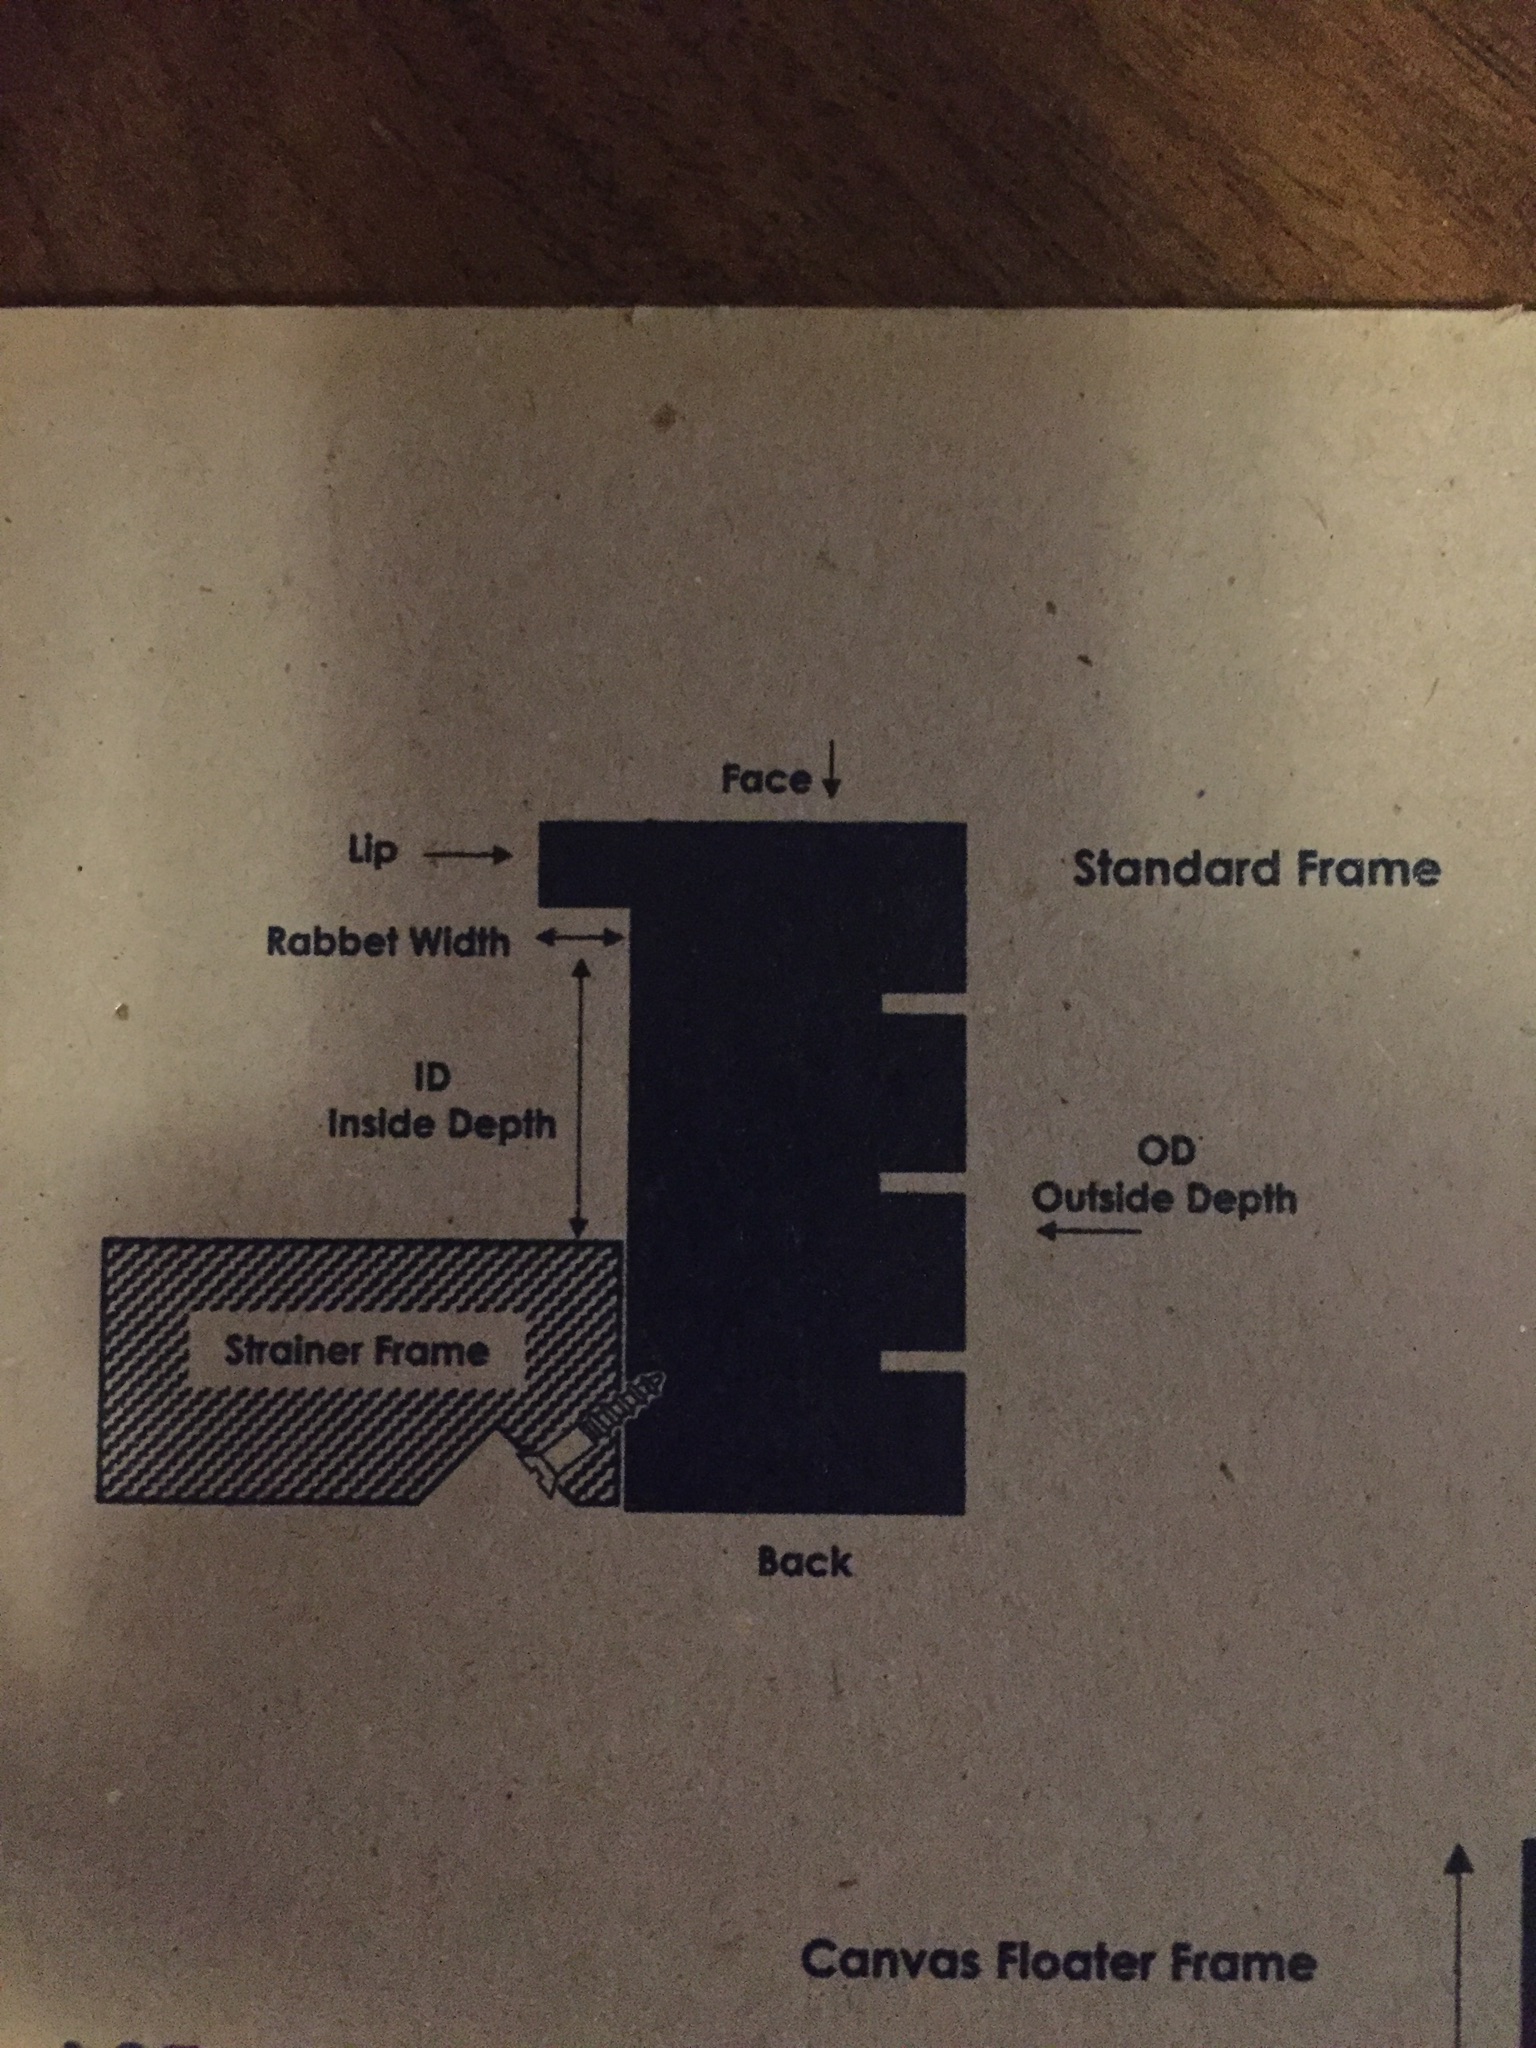 Face
Lip
Standard Frame
Rabbet Width
ID
Inside Depth
OD
Outside Depth
Strainer Frame
Back
Canvas Floater Frame